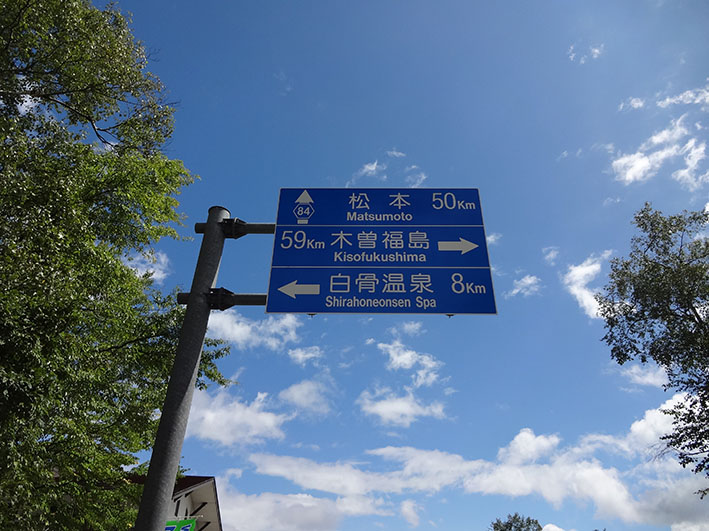 84 松本 50Km
Matsumoto
59Km 木曽福島
Kisofukushima
白骨温泉 8Km
Shirahoneonsen Spa